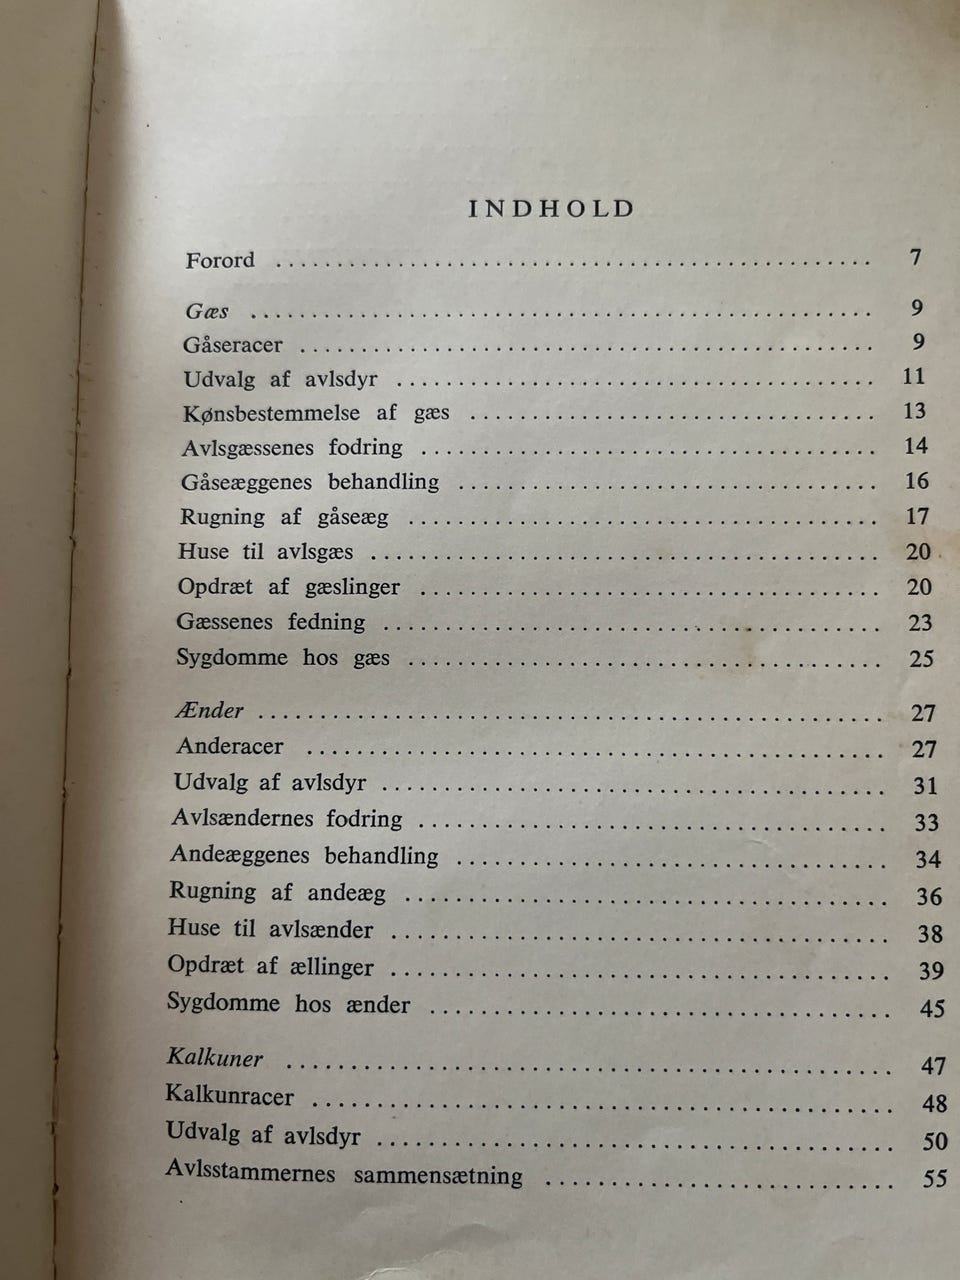 INDHOLD
Forord 7
Gæs 9
Gåseracer 9
Udvalg af avlsdyr 11
Kønsbestemmelse af gæs 13
Avlsgæssenes fodring 14
Gåseæggenes behandling 16
Rugning af gåseæg 17
Huse til avlsgæs 20
Opdræt af gæslinger 20
Gæssenes fedning 23
Sygdomme hos gæs 25
Ænder 27
Anderacer 27
Udvalg af avlsdyr 31
Avlsændernes fodring 33
Andeæggenes behandling 34
Rugning af andeæg 36
Huse til avlsænder 38
Opdræt af ællinger 39
Sygdomme hos ænder 45
Kalkuner 47
Kalkunracer 48
Udvalg af avlsdyr 50
Avlsstammernes sammensætning 55